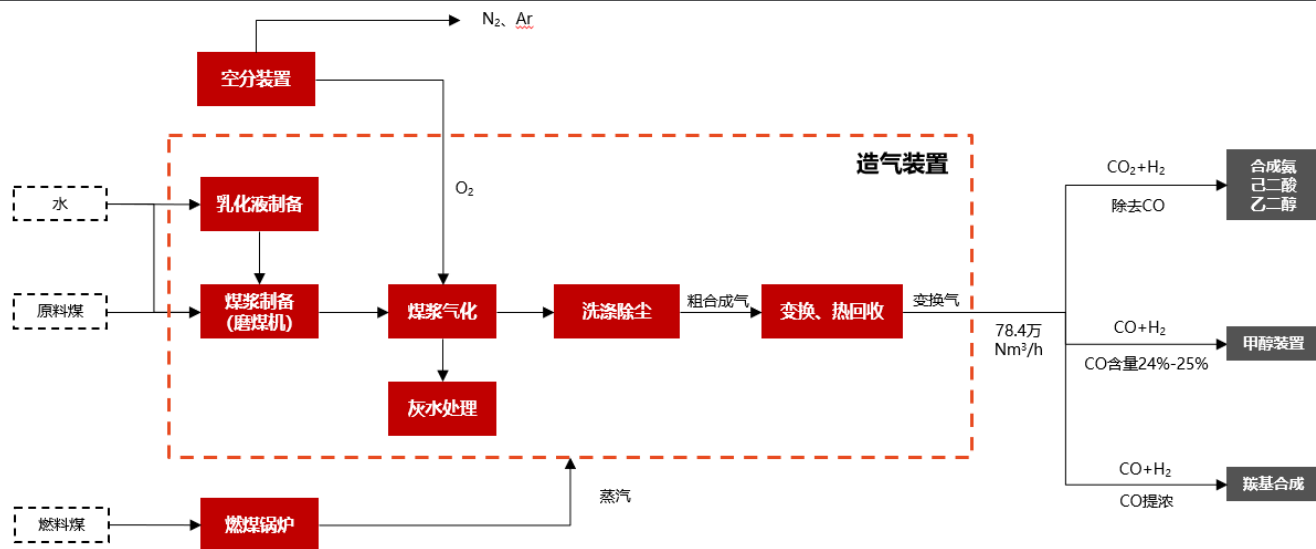 N₂、Ar
空分装置
造气装置
O₂
水
乳化液制备
原料煤
煤浆制备
(磨煤机)
煤浆气化
洗涤除尘
粗合成气
变换、热回收
变换气
78.4万
Nm³/h
灰水处理
CO₂+H₂
除去CO
合成氨
己二酸
乙二醇
CO+H₂
CO含量24%-25%
甲醇装置
CO+H₂
CO提浓
羰基合成
蒸汽
燃料煤
燃煤锅炉